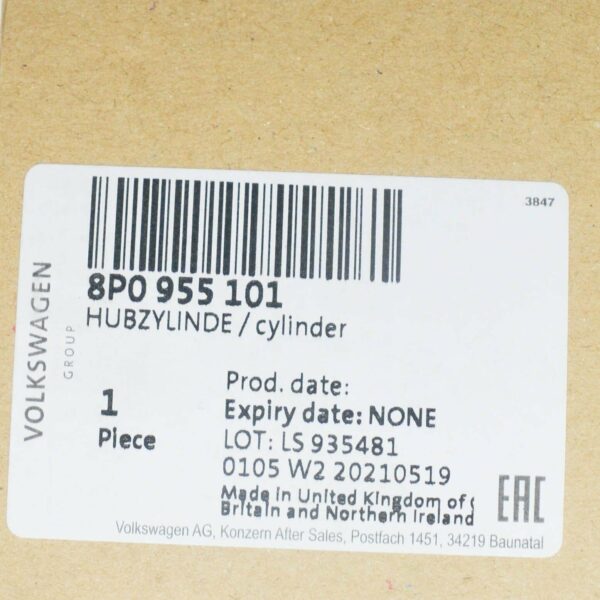 3847
8P0 955 101
HUBZYLINDE / cylinder
VOLKSWAGEN
GROUP
1
Piece
Prod. date:
Expiry date: NONE
LOT: LS 935481
0105 W2 20210519
Made in United Kingdom of
Britain and Northern Ireland
EAC
Volkswagen AG, Konzern After Sales, Postfach 1451, 34219 Baunatal